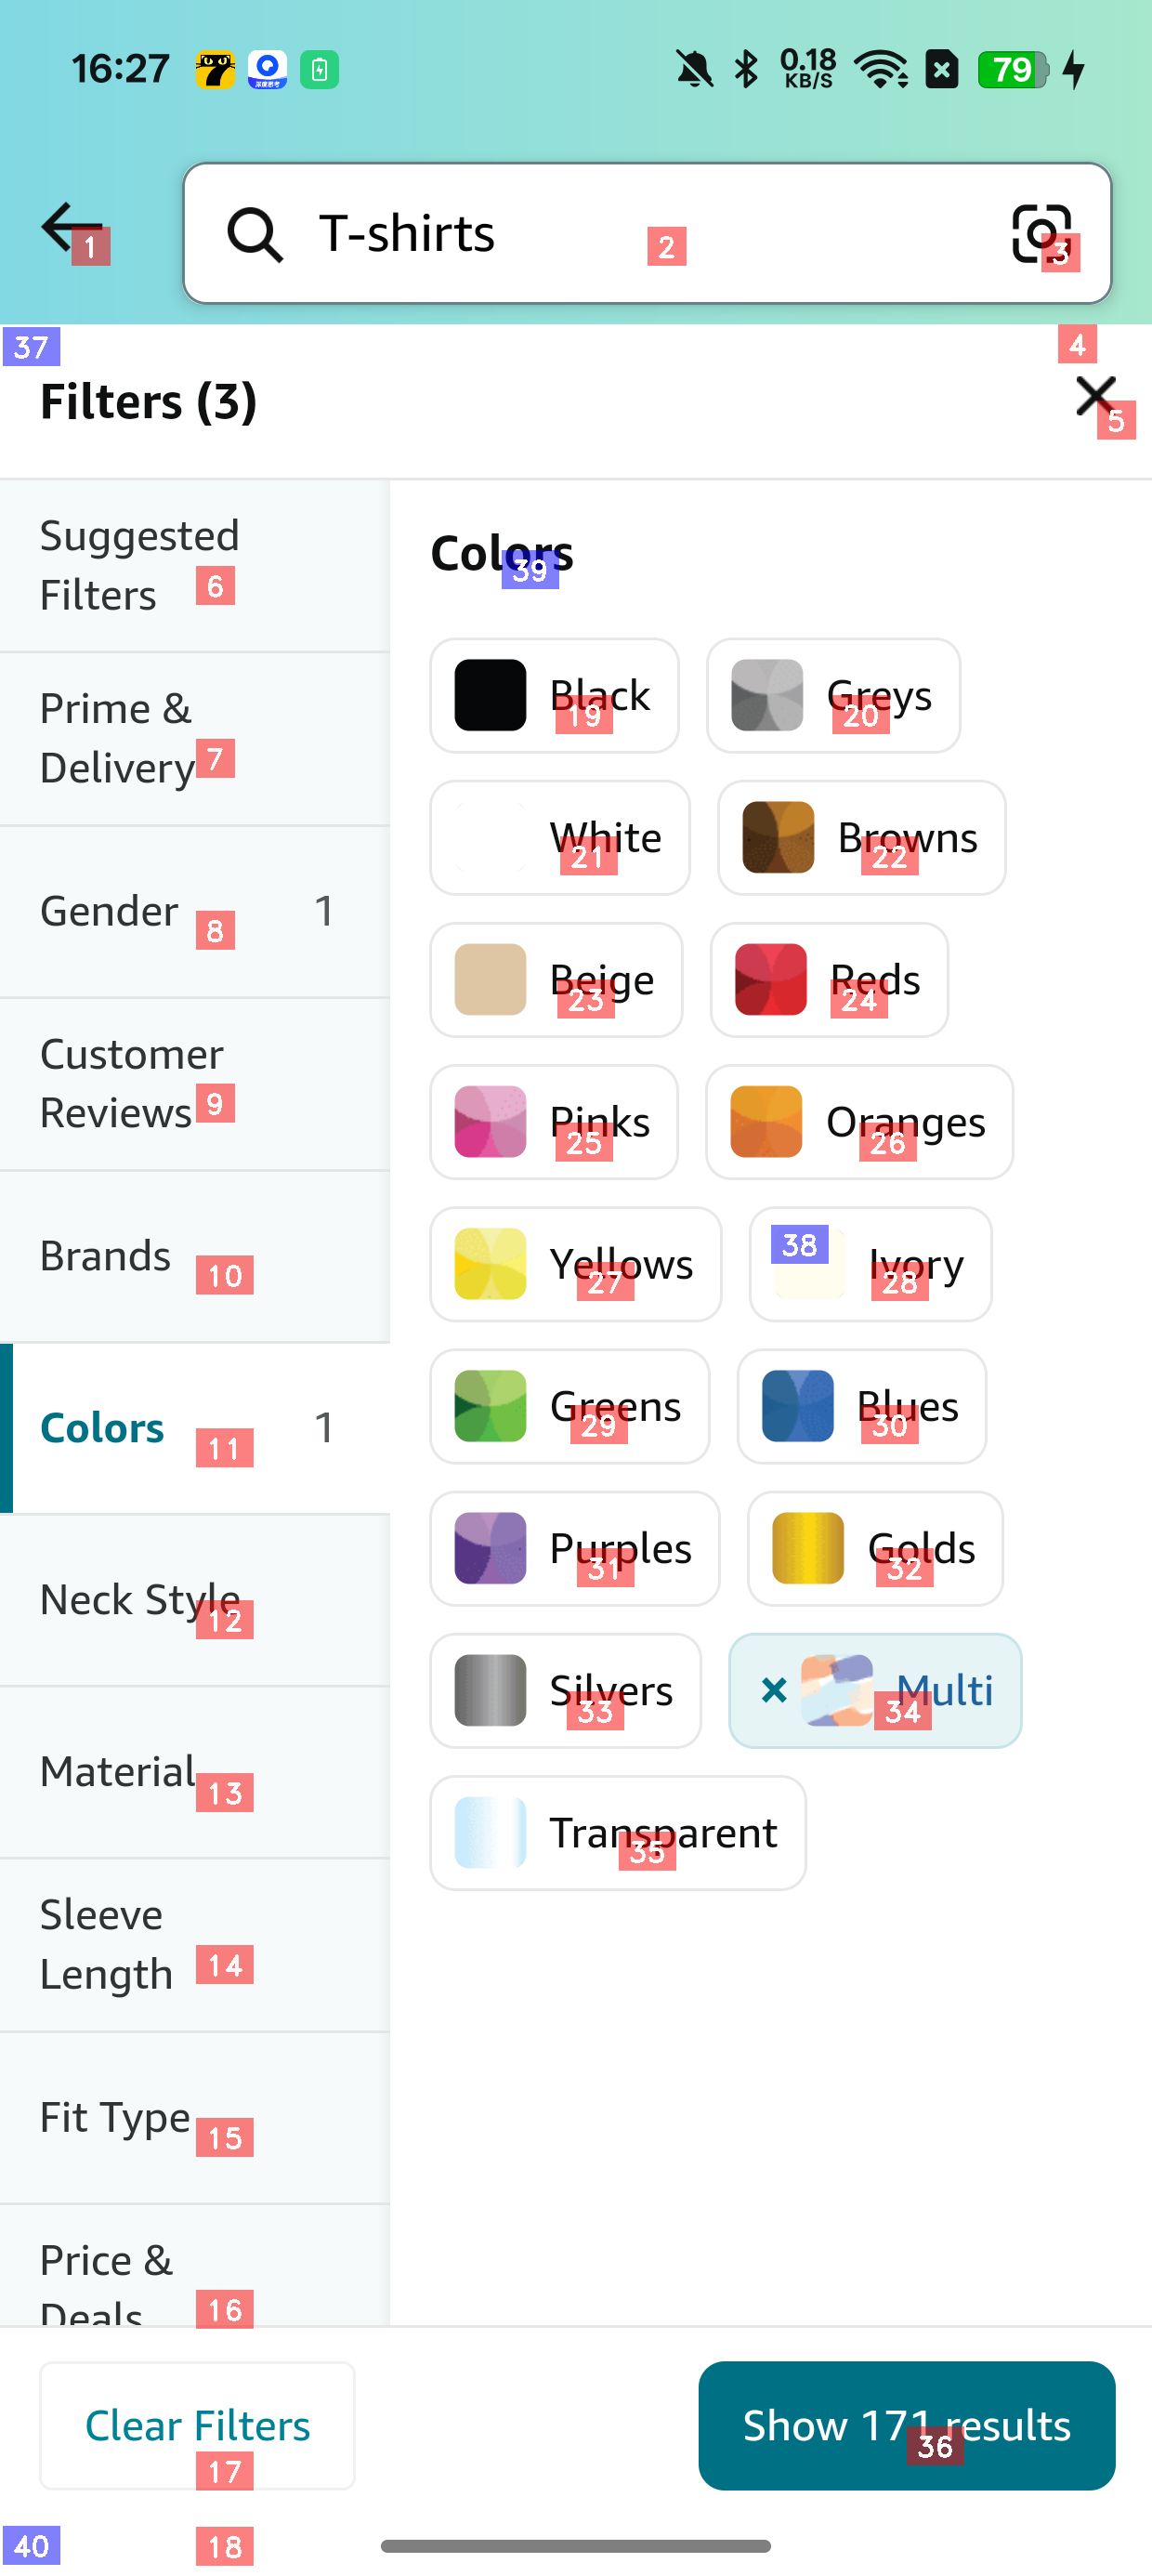 16:27
深度思考
0.18
KB/S
79
T-shirts
1
2
3
37
4
Filters (3)
5
Suggested
Filters
6
Colors
39
Prime &
Delivery
7
Black
19
Greys
20
White
21
Browns
22
Gender 1
8
Beige
23
Reds
24
Customer
Reviews
9
Pinks
25
Oranges
26
Brands
10
Yellows
27
38
Ivory
28
Colors 1
11
Greens
29
Blues
30
Neck Style
12
Purples
31
Golds
32
Material
13
Silvers
33
Multi
34
Transparent
35
Sleeve
Length
14
Fit Type
15
Price &
Deals
16
Clear Filters
17
Show 171 results
36
40
18